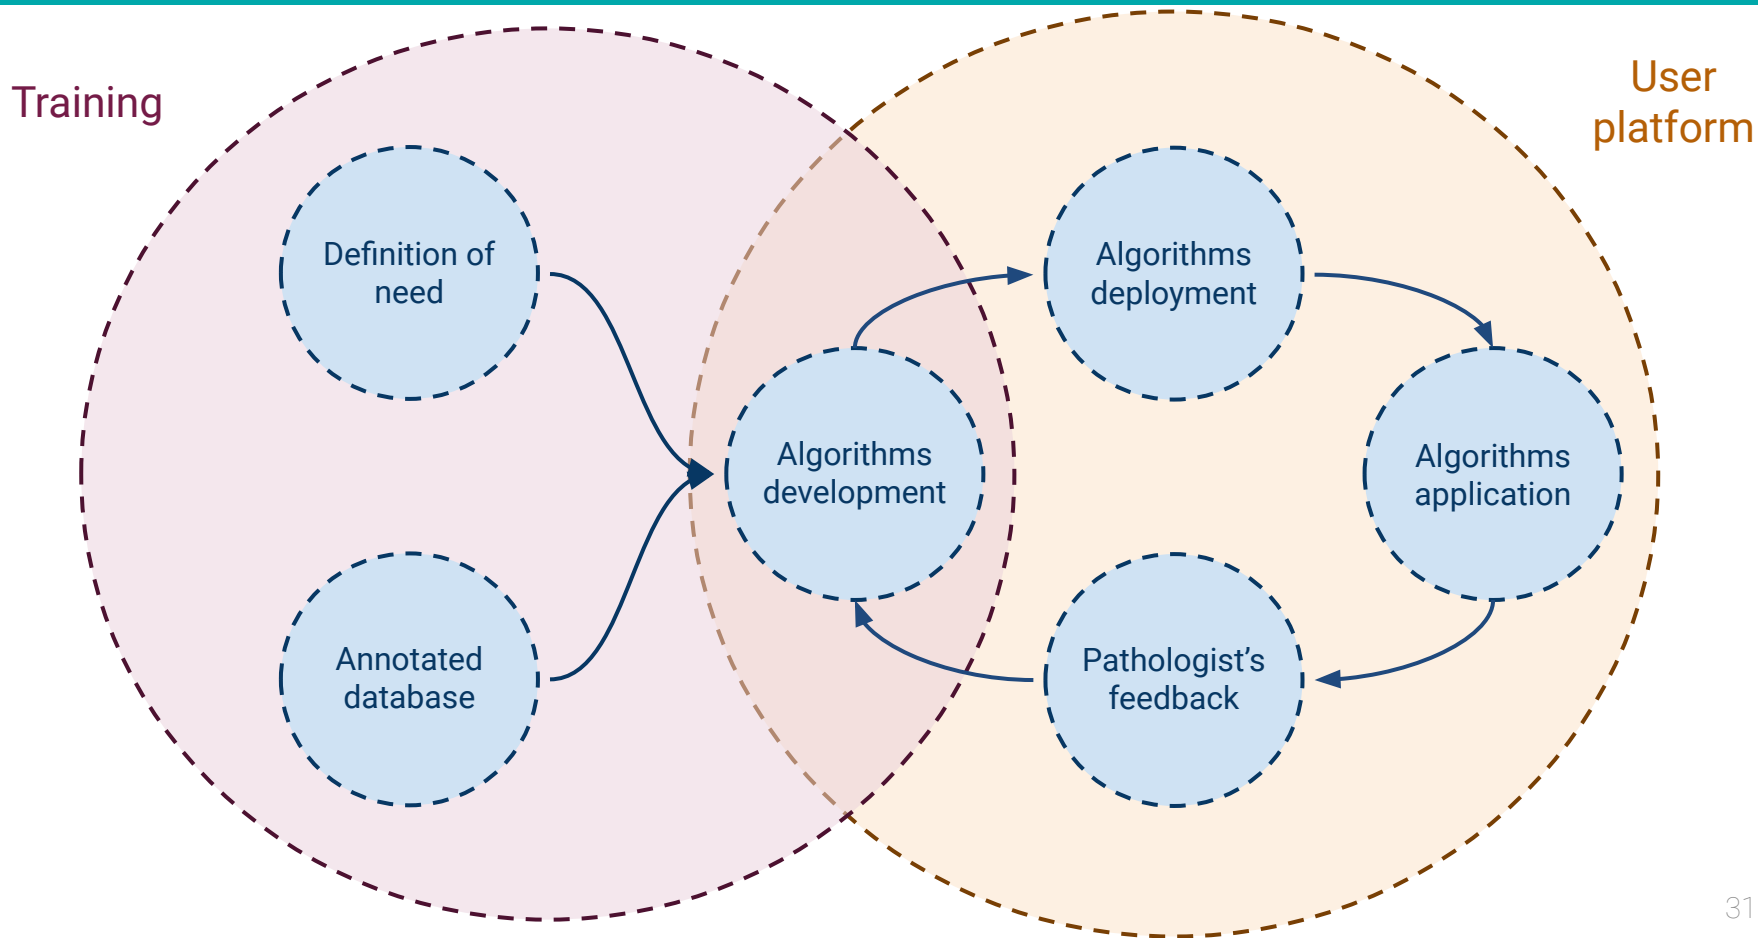 Training
User
platform
Definition of
need
Algorithms
deployment
Algorithms
development
Algorithms
application
Annotated
database
Pathologist’s
feedback
31